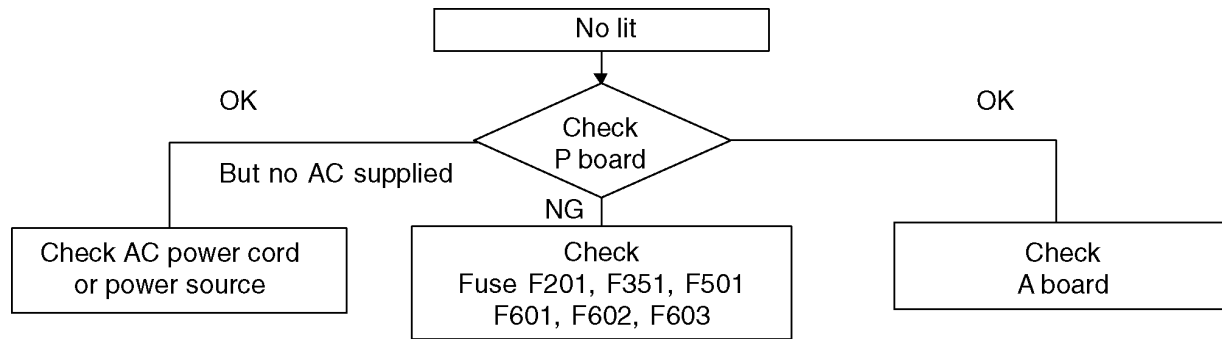 No lit
OK
OK
Check
P board
But no AC supplied
NG
Check AC power cord
or power source
Check
Fuse F201, F351, F501
F601, F602, F603
Check
A board